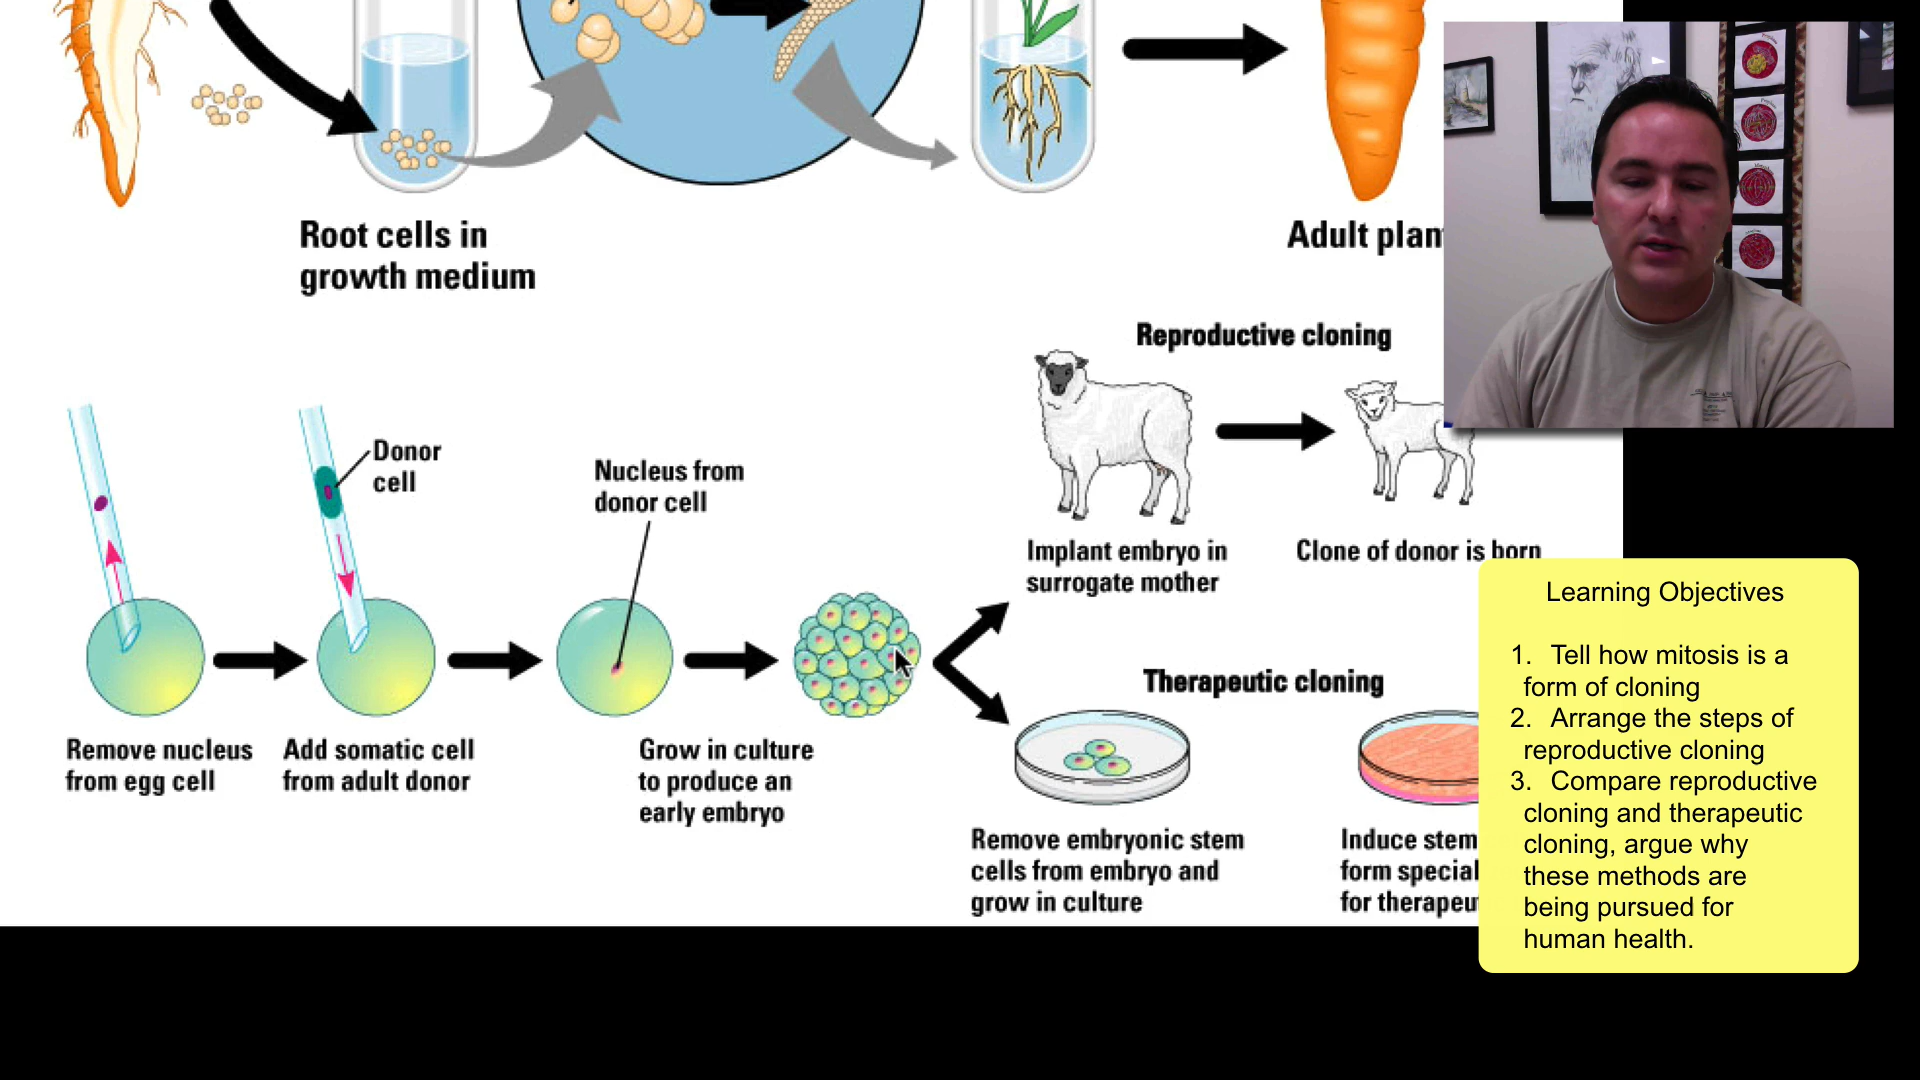 Root cells in
growth medium
Adult plan
Reproductive cloning
Donor
cell
Nucleus from
donor cell
Implant embryo in
surrogate mother
Clone of donor is born
Remove nucleus
from egg cell
Add somatic cell
from adult donor
Grow in culture
to produce an
early embryo
Therapeutic cloning
Remove embryonic stem
cells from embryo and
grow in culture
Induce stem
form special
for therapeu
Learning Objectives
1. Tell how mitosis is a
form of cloning
2. Arrange the steps of
reproductive cloning
3. Compare reproductive
cloning and therapeutic
cloning, argue why
these methods are
being pursued for
human health.